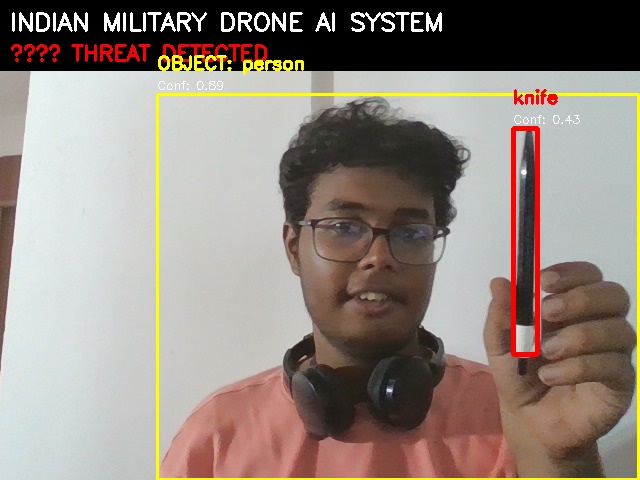 INDIAN MILITARY DRONE AI SYSTEM
???? THREAT DETECTED
OBJECT: person
Conf: 0.89
knife
Conf: 0.43